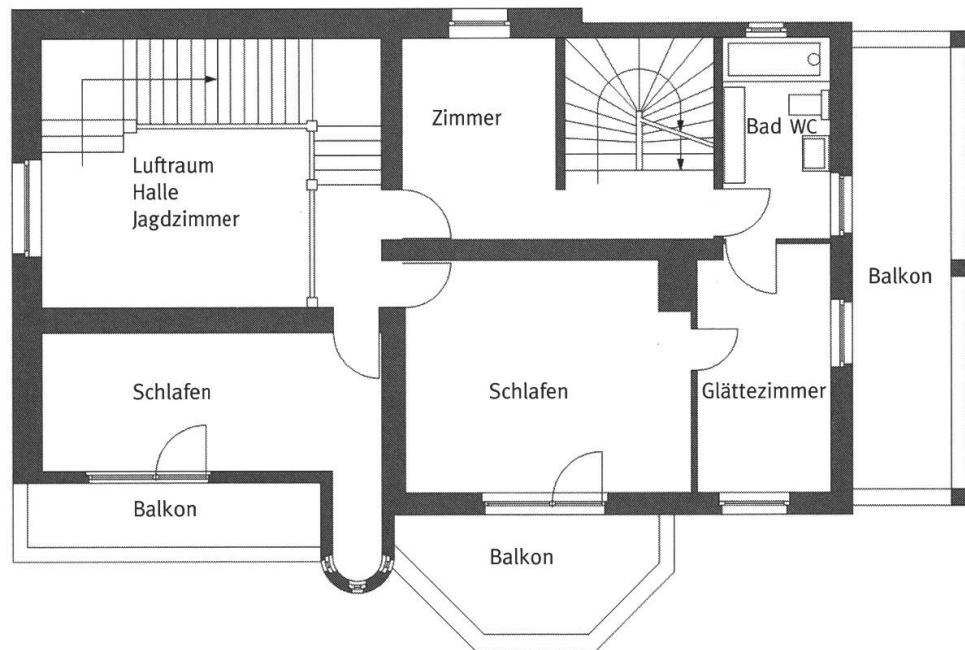 Zimmer
Bad WC
Luftraum
Halle
Jagdzimmer
Balkon
Schlafen
Schlafen
Glättezimmer
Balkon
Balkon